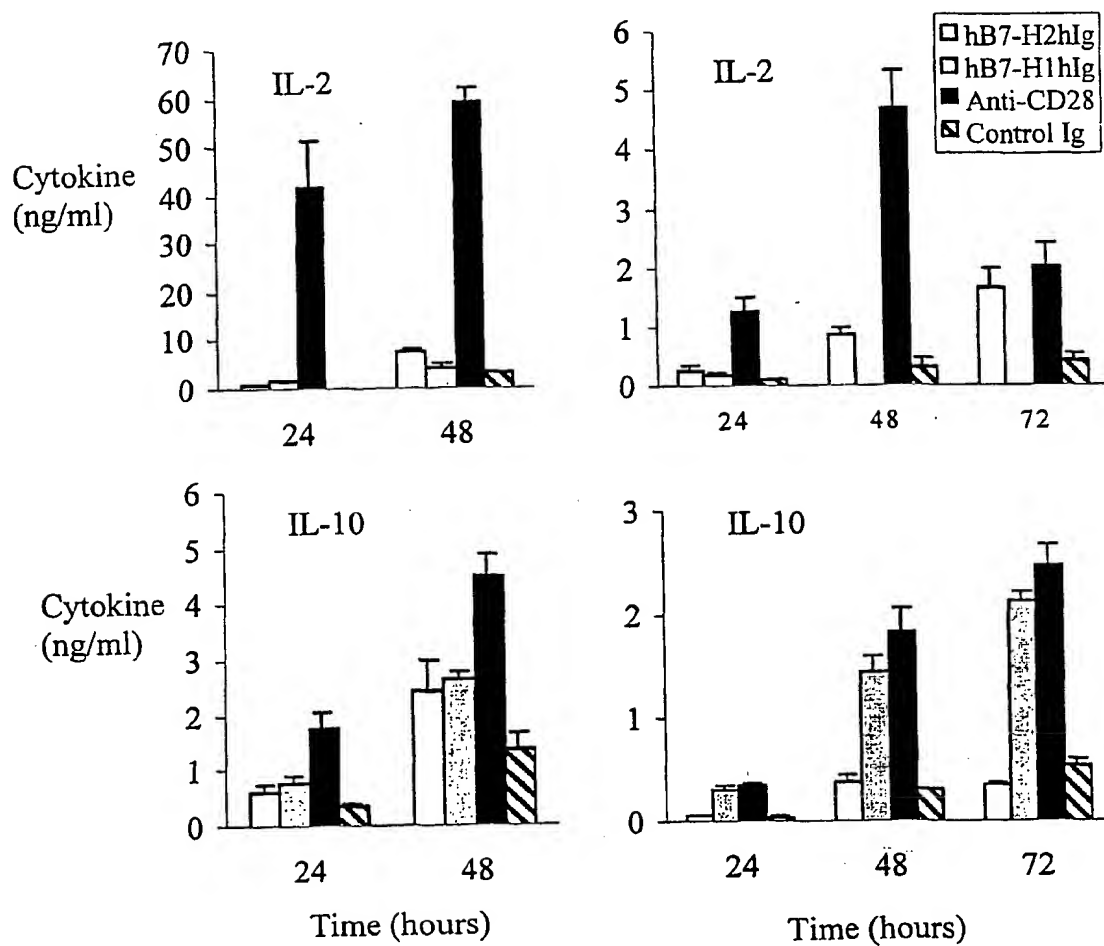 IL-2
70
60
50
40
30
20
10
0
Cytokine
(ng/ml)
24 48
IL-2
6
5
4
3
2
1
0
24 48 72
hB7-H2hIg
hB7-H1hIg
Anti-CD28
Control Ig
IL-10
6
5
4
3
2
1
0
Cytokine
(ng/ml)
24 48
Time (hours)
IL-10
3
2
1
0
24 48 72
Time (hours)